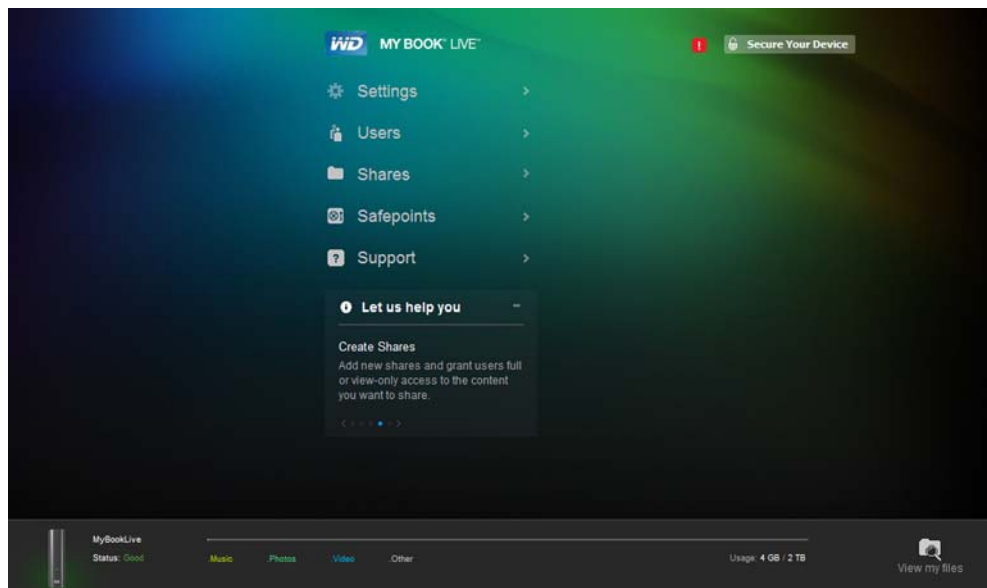 WD MY BOOK™ LIVE™
! Secure Your Device
Settings
Users
Shares
Safepoints
? Support
Let us help you
Create Shares
Add new shares and grant users full
or view-only access to the content
you want to share.
MyBookLive
Status: Good
.Music .Photos .Video .Other
Usage: 4 GB / 2 TB
View my files